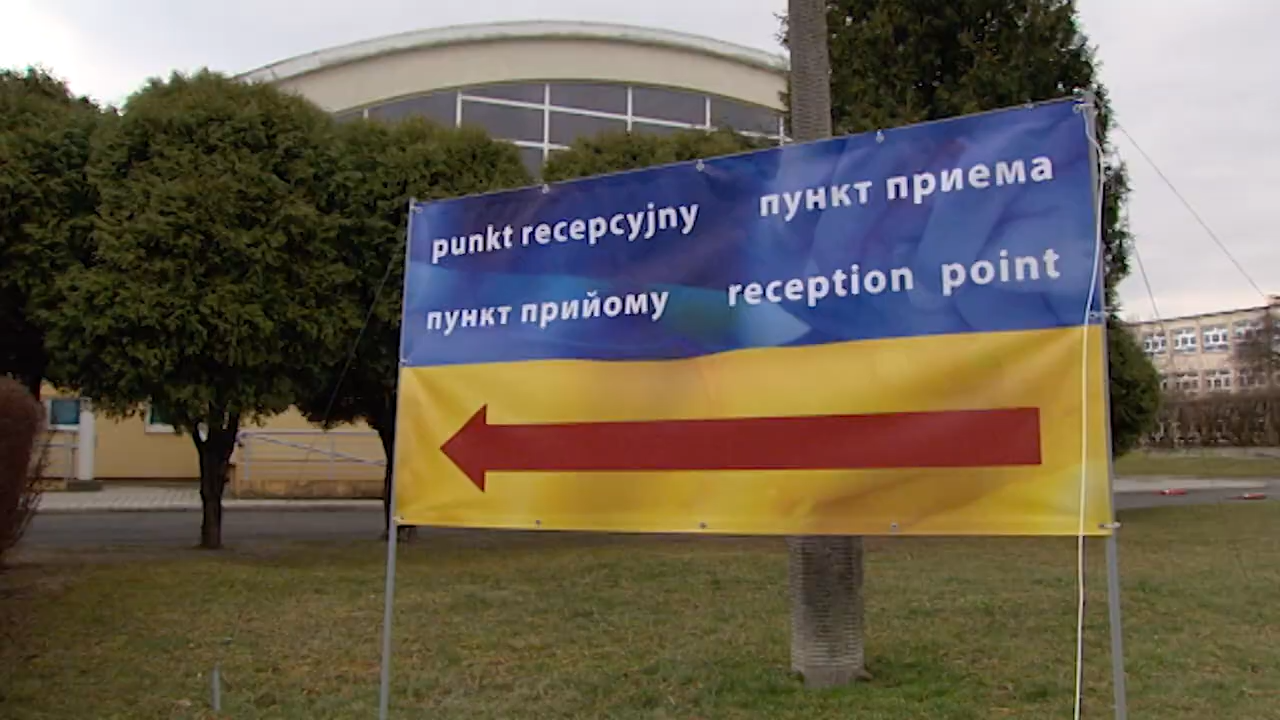 punkt recepcyjny пункт приема
пункт прийому reception point